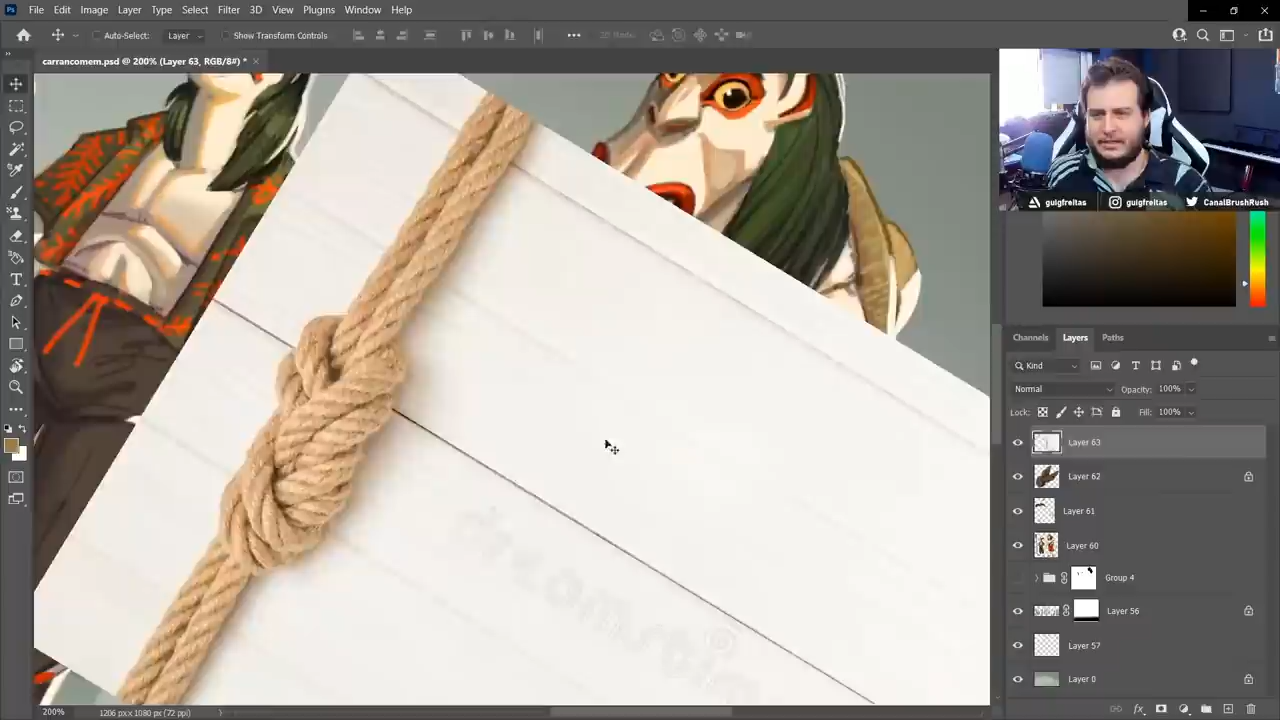 Ps File Edit Image Layer Type Select Filter 3D View Plugins Window Help
Auto-Select: Layer Show Transform Controls 3D Mode:
carrancomem.psd @ 200% (Layer 63, RGB/8#) *
guigfreitas guigfreitas CanalBrushRush
Channels Layers Paths
Kind
Normal Opacity: 100%
Lock: Fill: 100%
Layer 63
Layer 62
Layer 61
Layer 60
Group 4
Layer 56
Layer 57
Layer 0
200% 1206 px x 1080 px (72 ppi)